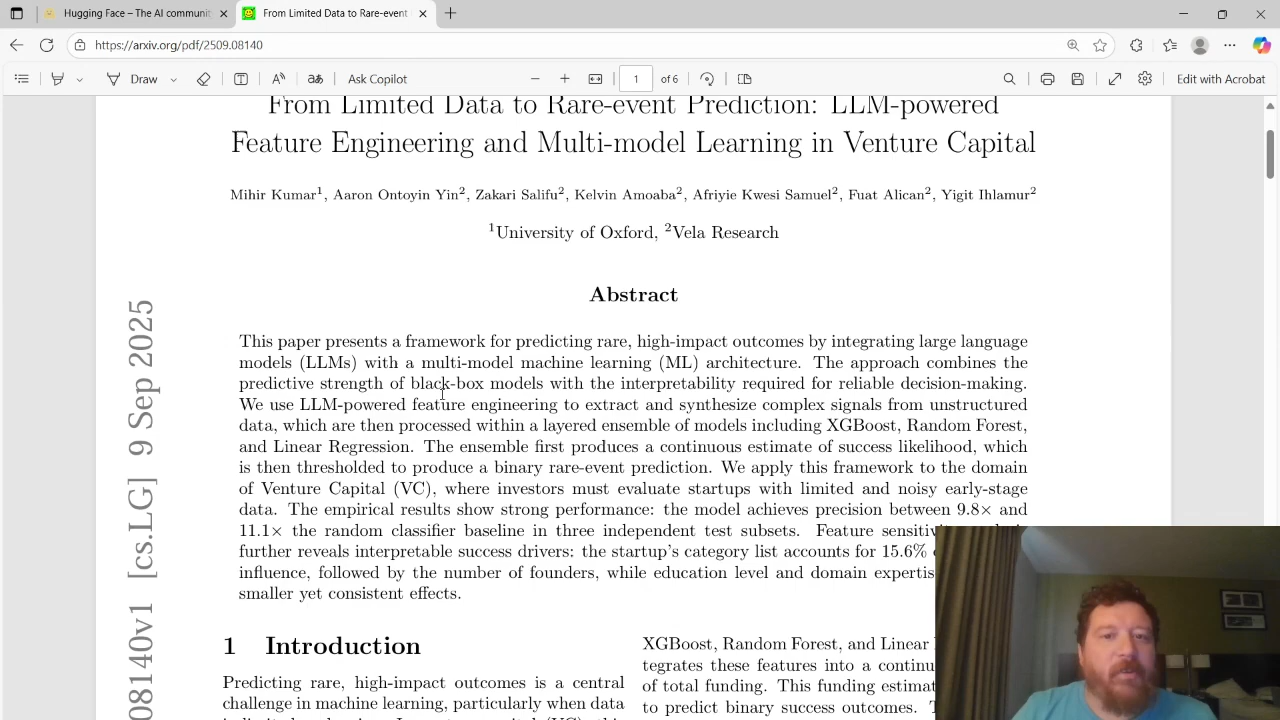 Hugging Face – The AI communit
From Limited Data to Rare-event
https://arxiv.org/pdf/2509.08140
Draw
Ask Copilot
1
of 6
Edit with Acrobat
From Limited Data to Rare-event Prediction: LLM-powered
Feature Engineering and Multi-model Learning in Venture Capital
Mihir Kumar1, Aaron Ontoyin Yin2, Zakari Salifu2, Kelvin Amoaba2, Afriyie Kwesi Samuel2, Fuat Alican2, Yigit Ihlamur2
1University of Oxford, 2Vela Research
Abstract
This paper presents a framework for predicting rare, high-impact outcomes by integrating large language
models (LLMs) with a multi-model machine learning (ML) architecture. The approach combines the
predictive strength of black-box models with the interpretability required for reliable decision-making.
We use LLM-powered feature engineering to extract and synthesize complex signals from unstructured
data, which are then processed within a layered ensemble of models including XGBoost, Random Forest,
and Linear Regression. The ensemble first produces a continuous estimate of success likelihood, which
is then thresholded to produce a binary rare-event prediction. We apply this framework to the domain
of Venture Capital (VC), where investors must evaluate startups with limited and noisy early-stage
data. The empirical results show strong performance: the model achieves precision between 9.8× and
11.1× the random classifier baseline in three independent test subsets. Feature sensitiv
further reveals interpretable success drivers: the startup's category list accounts for 15.6%
influence, followed by the number of founders, while education level and domain expertis
smaller yet consistent effects.
08140v1 [cs.LG] 9 Sep 2025
1 Introduction
Predicting rare, high-impact outcomes is a central
challenge in machine learning, particularly when data
XGBoost, Random Forest, and Linear
tegrates these features into a continu
of total funding. This funding estimat
to predict binary success outcomes.